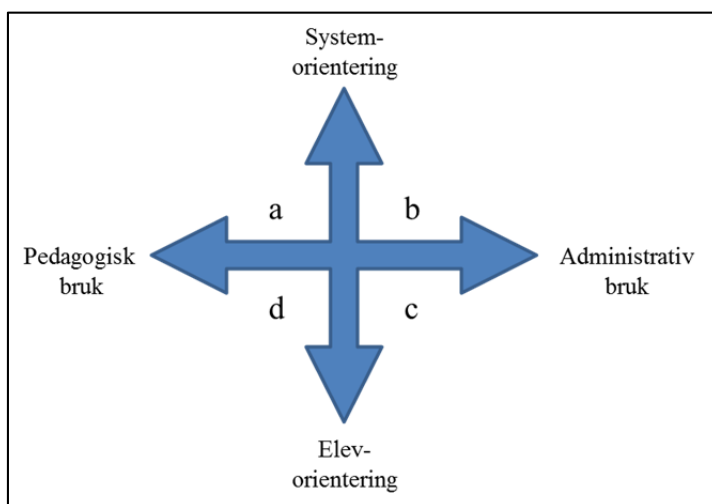 System-
orientering
a
b
Pedagogisk
bruk
Administrativ
bruk
d
c
Elev-
orientering